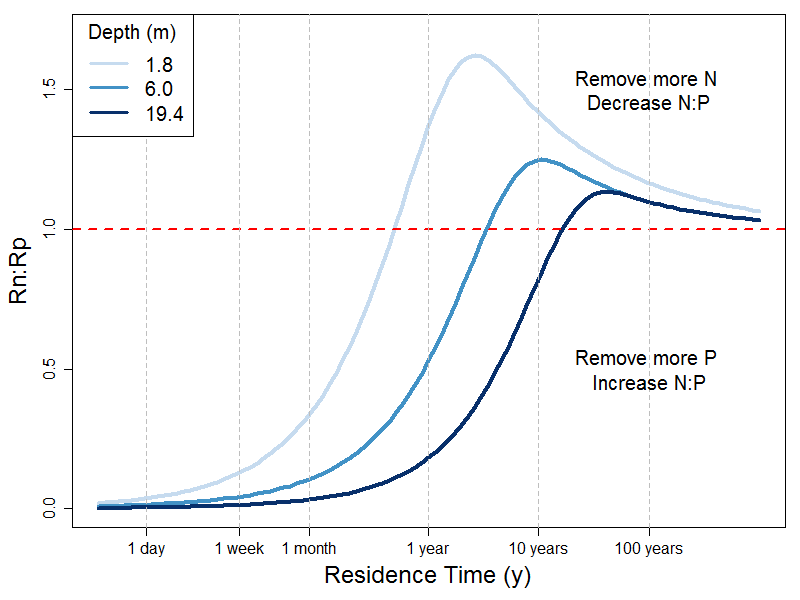 Depth (m)
1.8
6.0
19.4
Remove more N
Decrease N:P
Remove more P
Increase N:P
Rn:Rp
1.5
1.0
0.5
0.0
1 day
1 week
1 month
1 year
10 years
100 years
Residence Time (y)